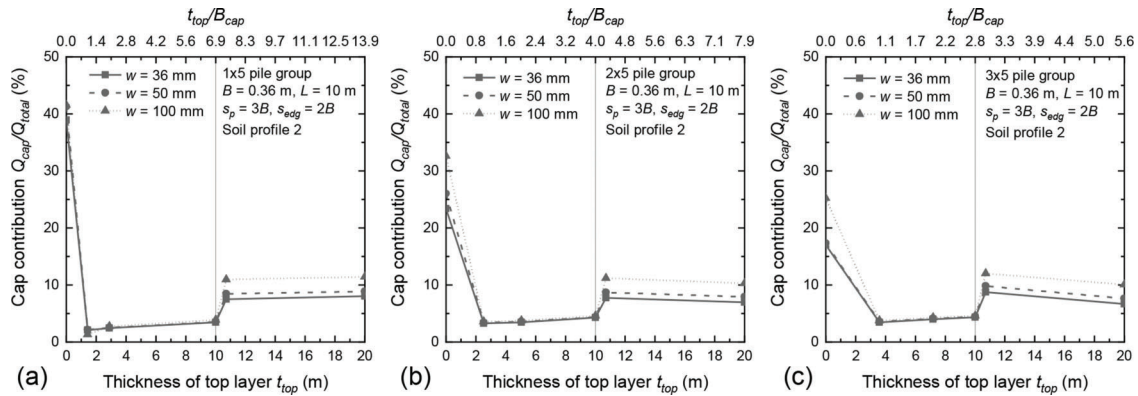 t_top/B_cap
0.0 1.4 2.8 4.2 5.6 6.9 8.3 9.7 11.1 12.5 13.9
50
40
30
20
10
0
Cap contribution Q_cap/Q_total (%)
w = 36 mm
w = 50 mm
w = 100 mm
1x5 pile group
B = 0.36 m, L = 10 m
s_p = 3B, s_edg = 2B
Soil profile 2
0 2 4 6 8 10 12 14 16 18 20
(a)
Thickness of top layer t_top (m)
t_top/B_cap
0.0 0.8 1.6 2.4 3.2 4.0 4.8 5.6 6.3 7.1 7.9
50
40
30
20
10
0
Cap contribution Q_cap/Q_total (%)
w = 36 mm
w = 50 mm
w = 100 mm
2x5 pile group
B = 0.36 m, L = 10 m
s_p = 3B, s_edg = 2B
Soil profile 2
0 2 4 6 8 10 12 14 16 18 20
(b)
Thickness of top layer t_top (m)
t_top/B_cap
0.0 0.6 1.1 1.7 2.2 2.8 3.4 3.9 4.5 5.0 5.6
50
40
30
20
10
0
Cap contribution Q_cap/Q_total (%)
w = 36 mm
w = 50 mm
w = 100 mm
3x5 pile group
B = 0.36 m, L = 10 m
s_p = 3B, s_edg = 2B
Soil profile 2
0 2 4 6 8 10 12 14 16 18 20
(c)
Thickness of top layer t_top (m)